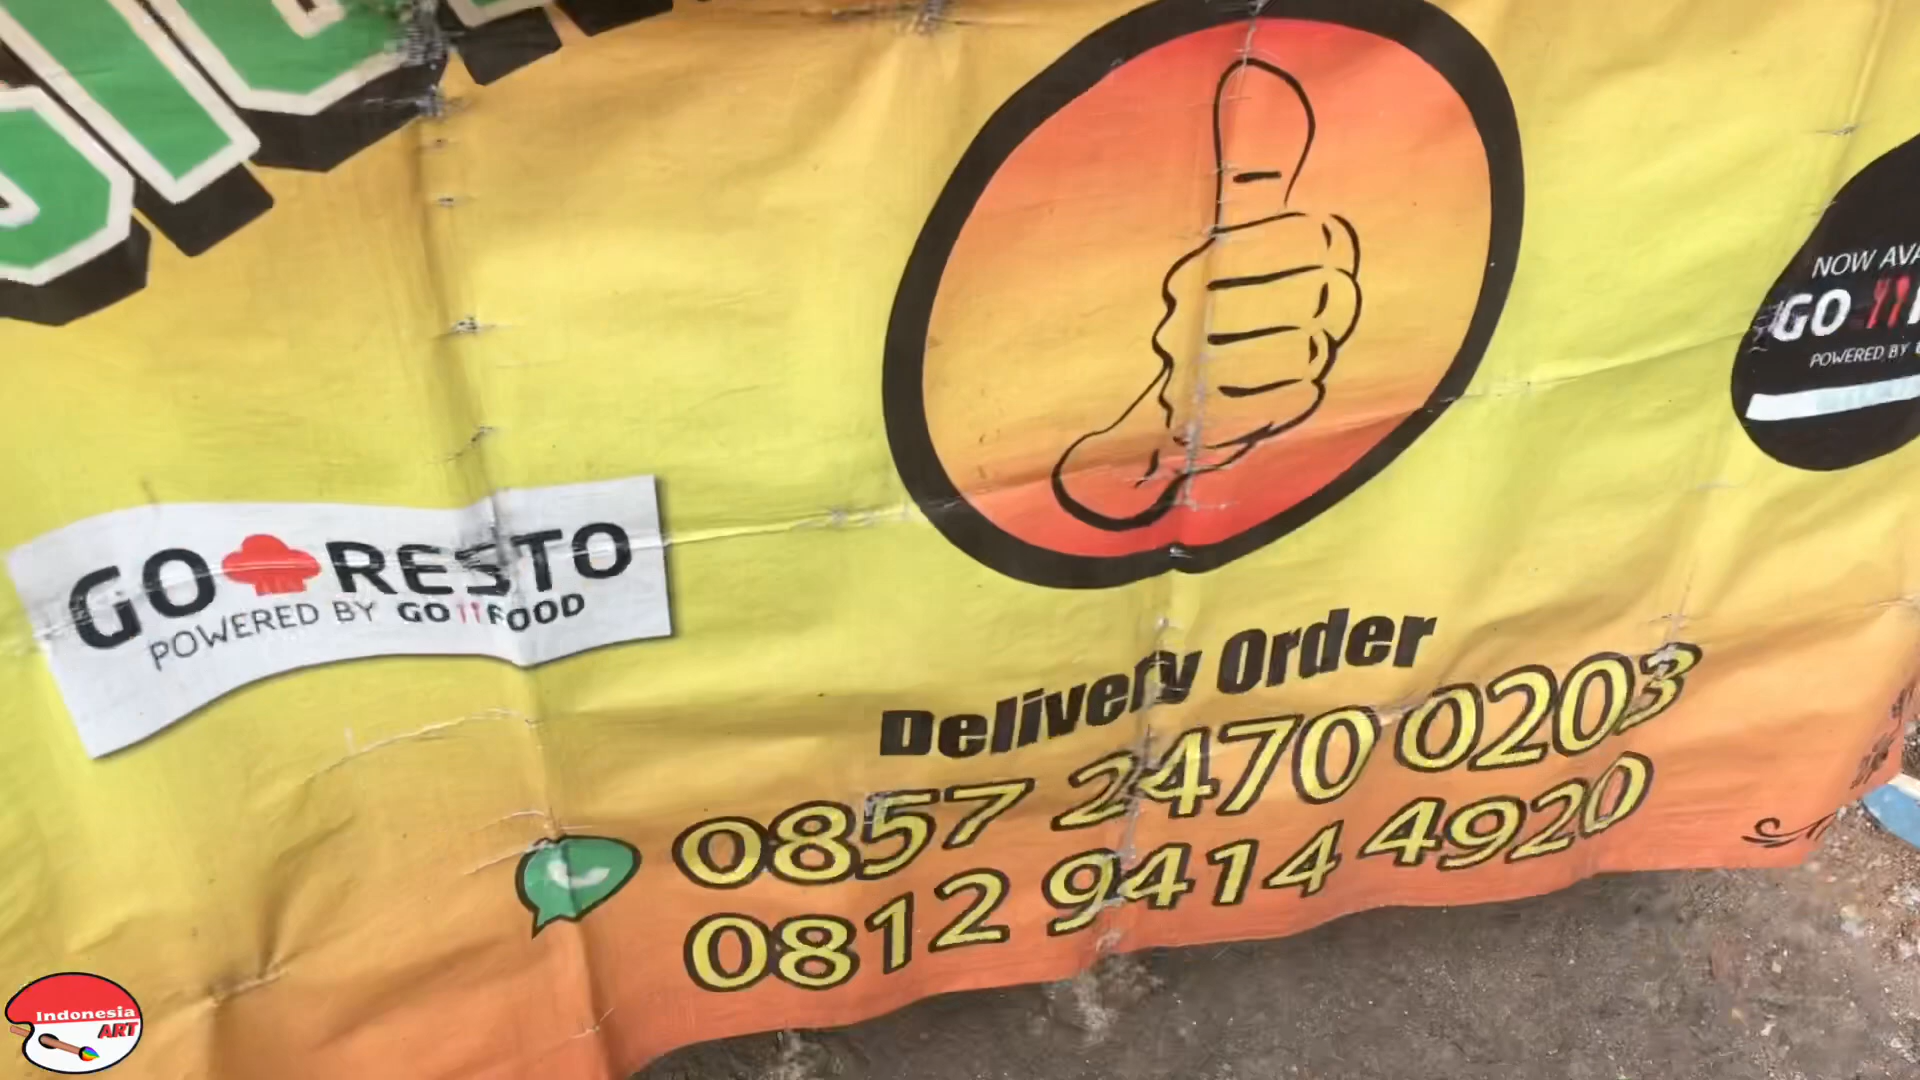 GO RESTO
POWERED BY GO FOOD
NOW AVA
GO
POWERED BY
Delivery Order
0857 2470 0203
0812 9414 4920
Indonesia
ART